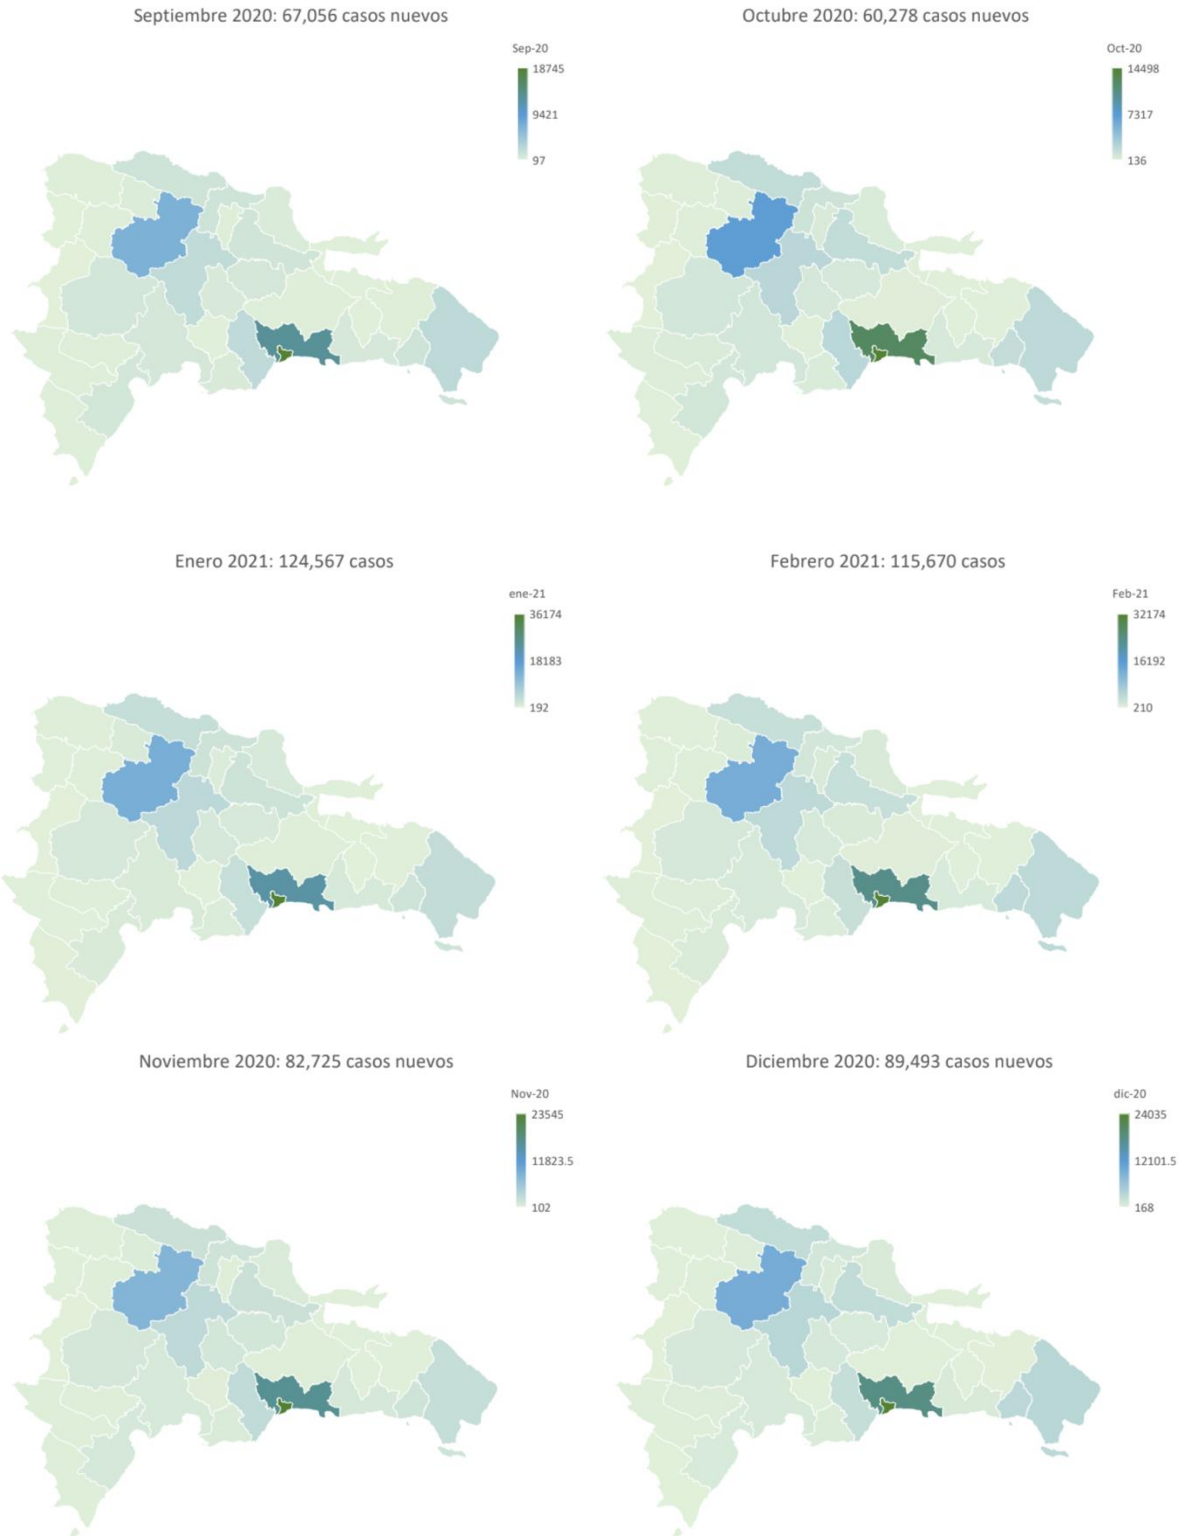 Septiembre 2020: 67,056 casos nuevos
Sep-20
18745
9421
97
Octubre 2020: 60,278 casos nuevos
Oct-20
14498
7317
136
Enero 2021: 124,567 casos
ene-21
36174
18183
192
Febrero 2021: 115,670 casos
Feb-21
32174
16192
210
Noviembre 2020: 82,725 casos nuevos
Nov-20
23545
11823.5
102
Diciembre 2020: 89,493 casos nuevos
dic-20
24035
12101.5
168